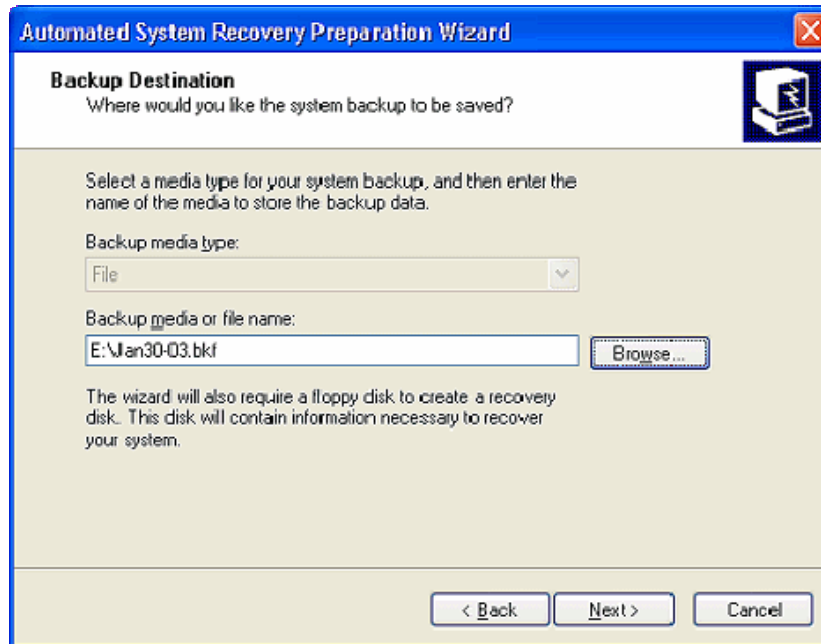 Automated System Recovery Preparation Wizard
Backup Destination
Where would you like the system backup to be saved?
Select a media type for your system backup, and then enter the
name of the media to store the backup data.
Backup media type:
File
Backup media or file name:
E:\Jan30-03.bkf
Browse...
The wizard will also require a floppy disk to create a recovery
disk. This disk will contain information necessary to recover
your system.
< Back
Next >
Cancel